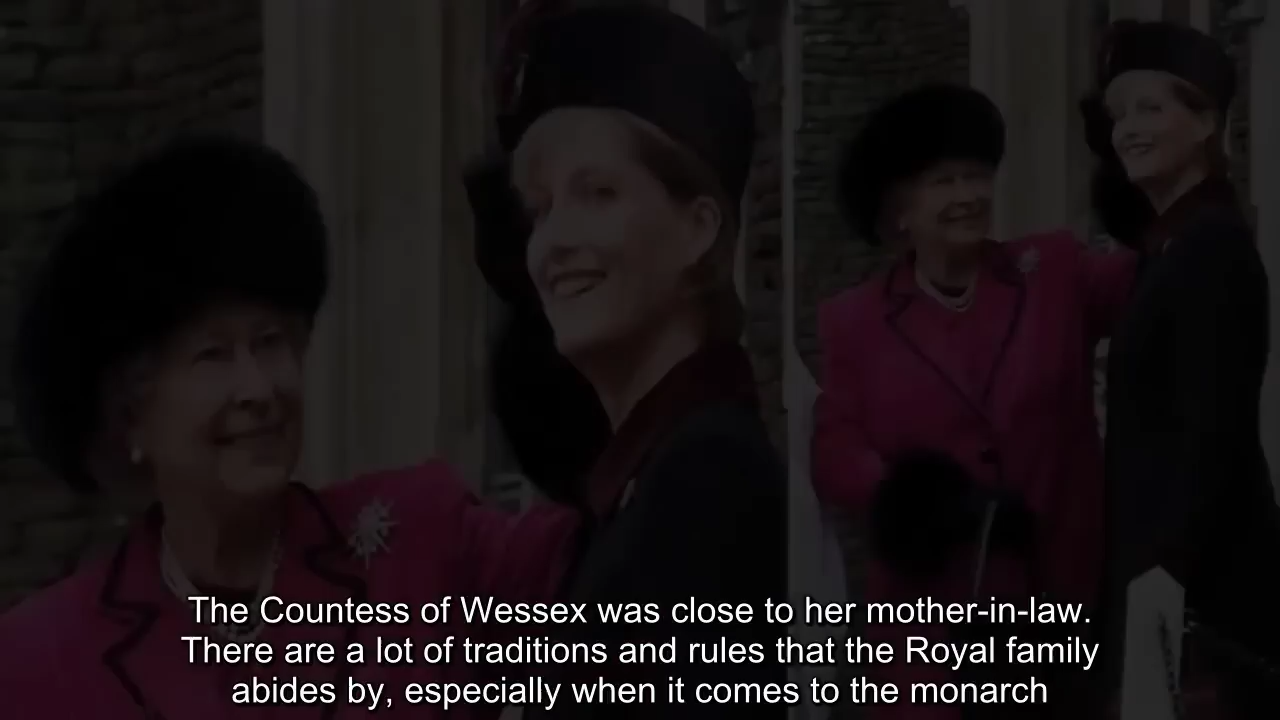 The Countess of Wessex was close to her mother-in-law.
There are a lot of traditions and rules that the Royal family
abides by, especially when it comes to the monarch